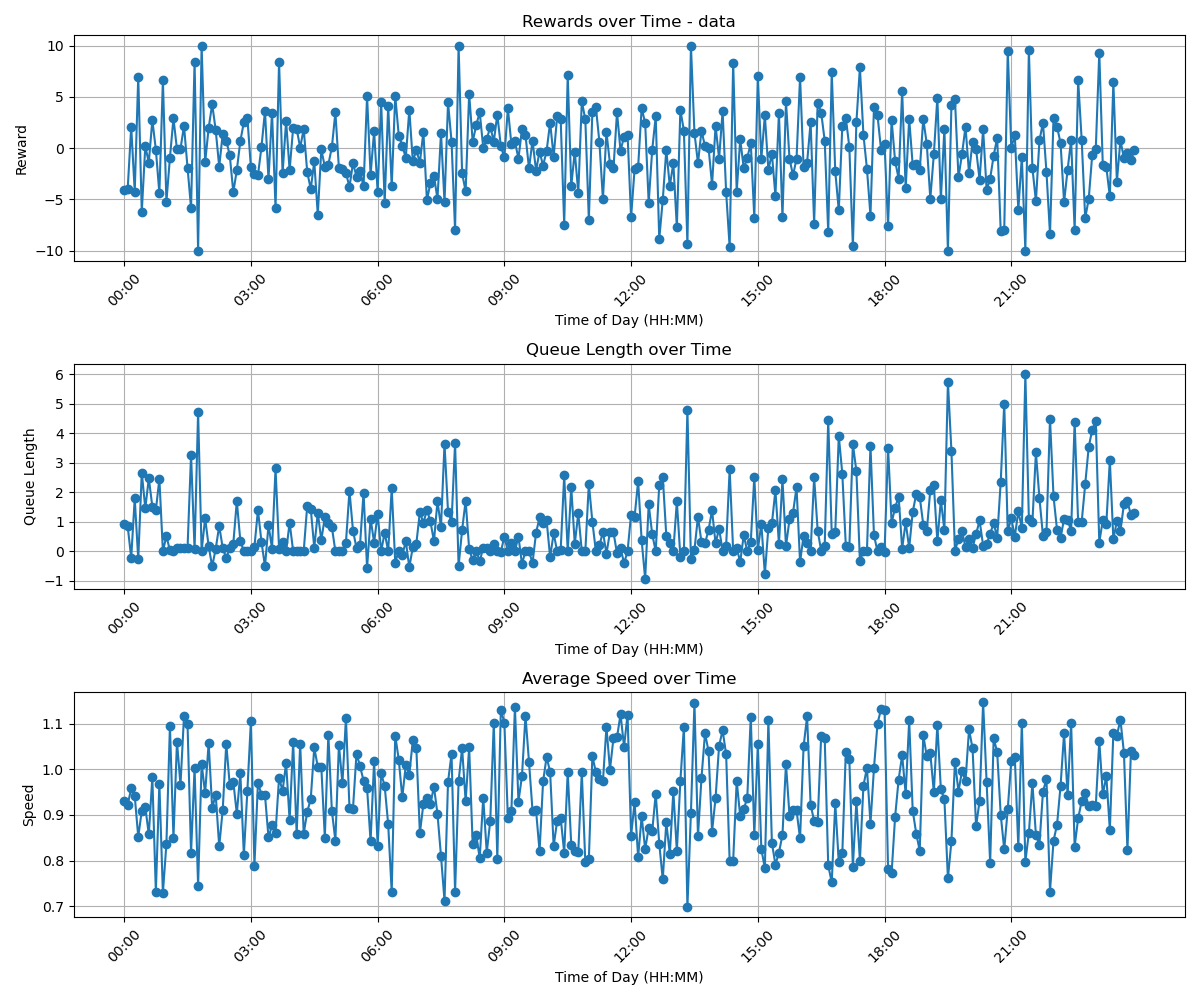 Rewards over Time - data
10
5
0
−5
−10
Reward
00:00 03:00 06:00 09:00 12:00 15:00 18:00 21:00
Time of Day (HH:MM)
Queue Length over Time
6
5
4
3
2
1
0
−1
Queue Length
00:00 03:00 06:00 09:00 12:00 15:00 18:00 21:00
Time of Day (HH:MM)
Average Speed over Time
1.1
1.0
0.9
0.8
0.7
Speed
00:00 03:00 06:00 09:00 12:00 15:00 18:00 21:00
Time of Day (HH:MM)